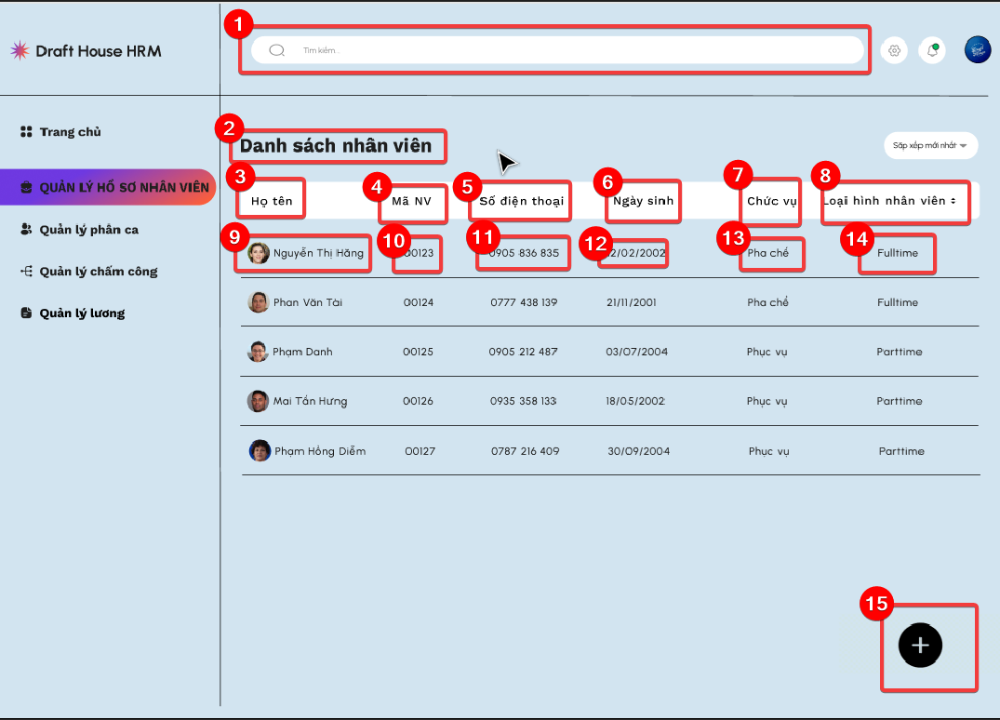 1
Draft House HRM
Tìm kiếm...
2
Danh sách nhân viên
Sắp xếp mới nhất
Trang chủ
QUẢN LÝ HỒ SƠ NHÂN VIÊN
Quản lý phân ca
Quản lý chấm công
Quản lý lương
3 4 5 6 7 8
Họ tên Mã NV Số điện thoại Ngày sinh Chức vụ Loại hình nhân viên
9 10 11 12 13 14
Nguyễn Thị Hằng 00123 0905 836 835 2/02/2002 Pha chế Fulltime
Phan Văn Tài 00124 0777 438 139 21/11/2001 Pha chể Fulltime
Phạm Danh 00125 0905 212 487 03/07/2004 Phục vụ Parttime
Mai Tấn Hưng 00126 0935 358 133 18/05/2002 Phục vụ Parttime
Phạm Hồng Diễm 00127 0787 216 409 30/09/2004 Phục vụ Parttime
15
+